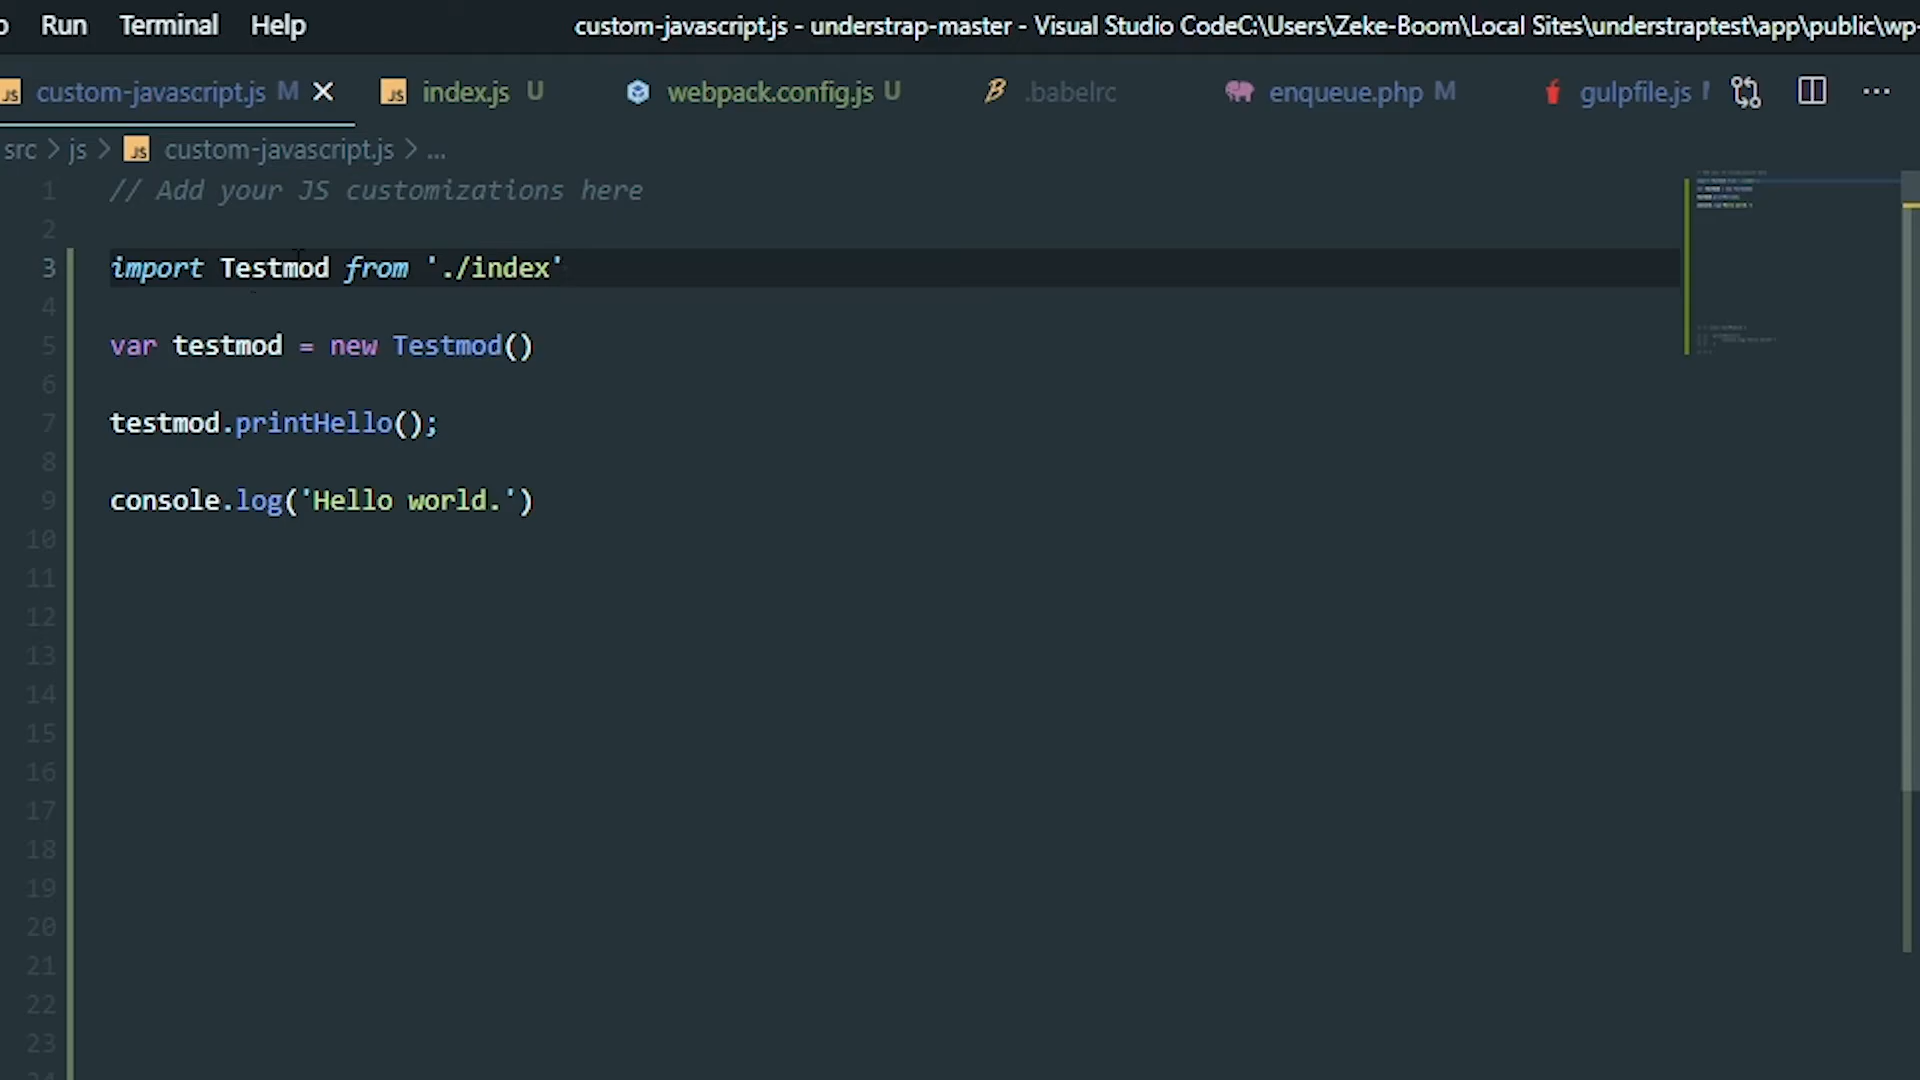 Run Terminal Help custom-javascript.js - understrap-master - Visual Studio CodeC:\Users\Zeke-Boom\Local Sites\understraptest\app\public\wp-
JS custom-javascript.js M JS index.js U webpack.config.js U .babelrc enqueue.php M gulpfile.js
src > js > JS custom-javascript.js > ...
1 // Add your JS customizations here
2
3 import Testmod from './index'
4
5 var testmod = new Testmod()
6
7 testmod.printHello();
8
9 console.log('Hello world.')
10
11
12
13
14
15
16
17
18
19
20
21
22
23
24